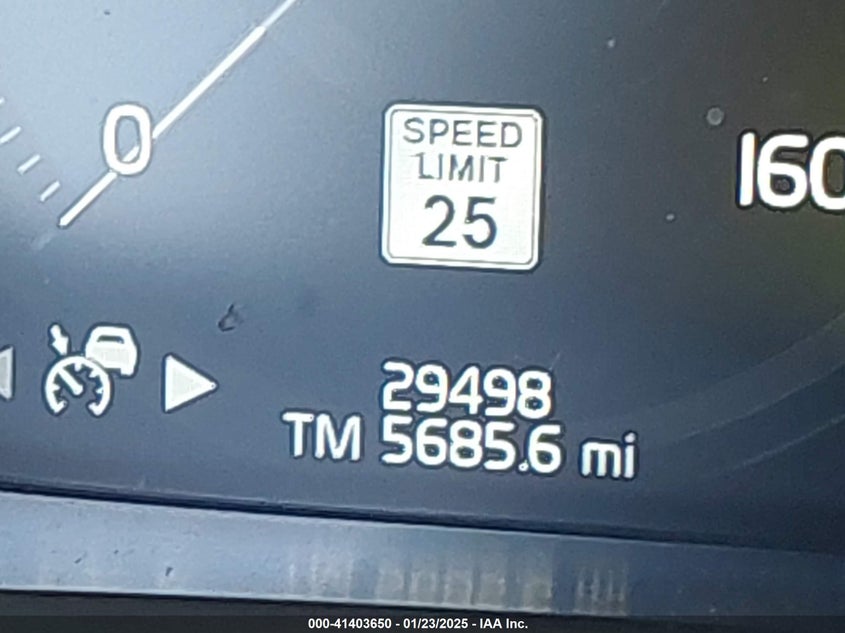 0
SPEED
LIMIT
25
160
29498
TM 5685.6 mi
000-41403650 - 01/23/2025 - IAA Inc.